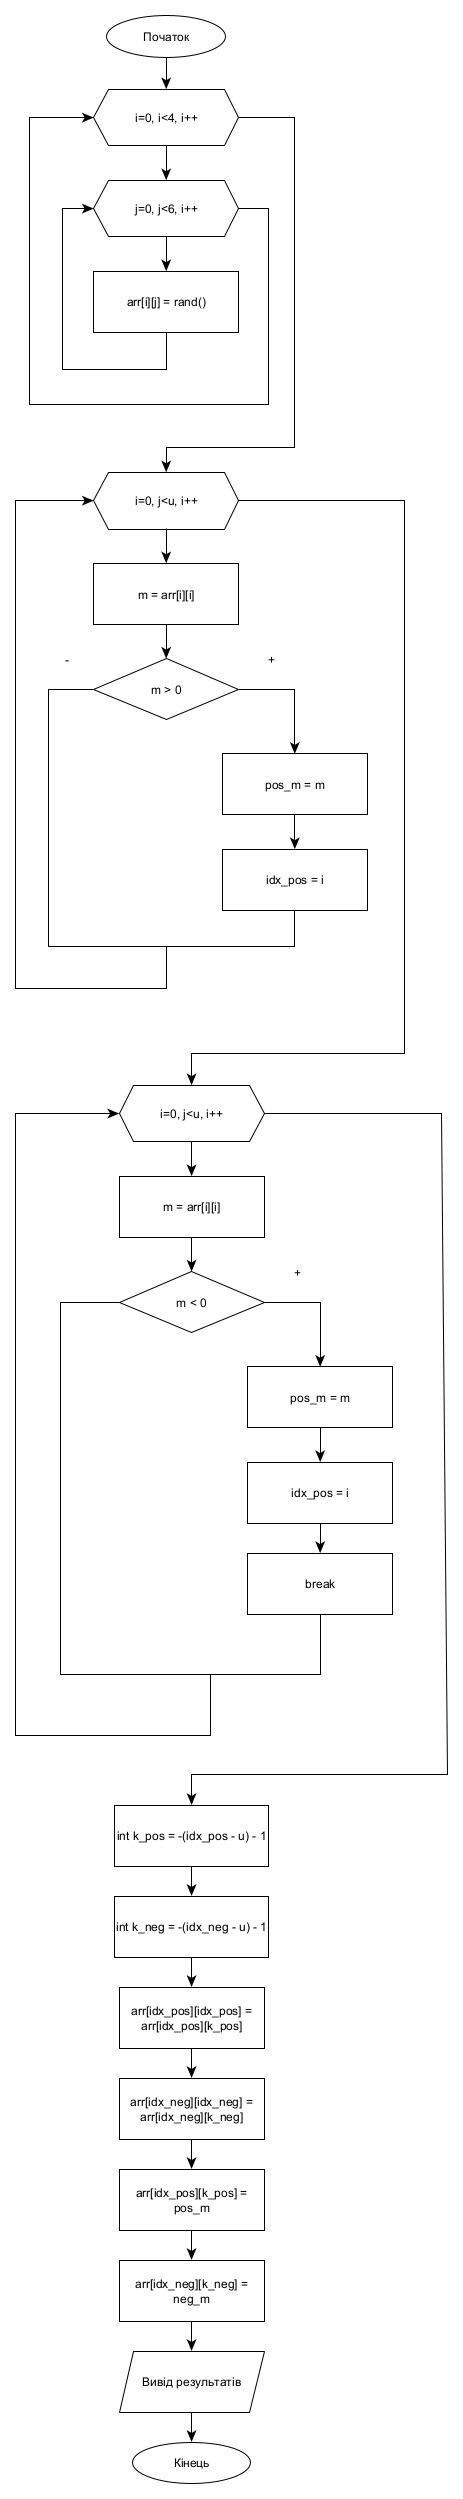 Початок
i=0, i<4, i++
j=0, j<6, i++
arr[i][j] = rand()
i=0, j<u, i++
m = arr[i][i]
-
+
m > 0
pos_m = m
idx_pos = i
i=0, j<u, i++
m = arr[i][i]
+
m < 0
pos_m = m
idx_pos = i
break
int k_pos = -(idx_pos - u) - 1
int k_neg = -(idx_neg - u) - 1
arr[idx_pos][idx_pos] =
arr[idx_pos][k_pos]
arr[idx_neg][idx_neg] =
arr[idx_neg][k_neg]
arr[idx_pos][k_pos] =
pos_m
arr[idx_neg][k_neg] =
neg_m
Вивід результатів
Кінець